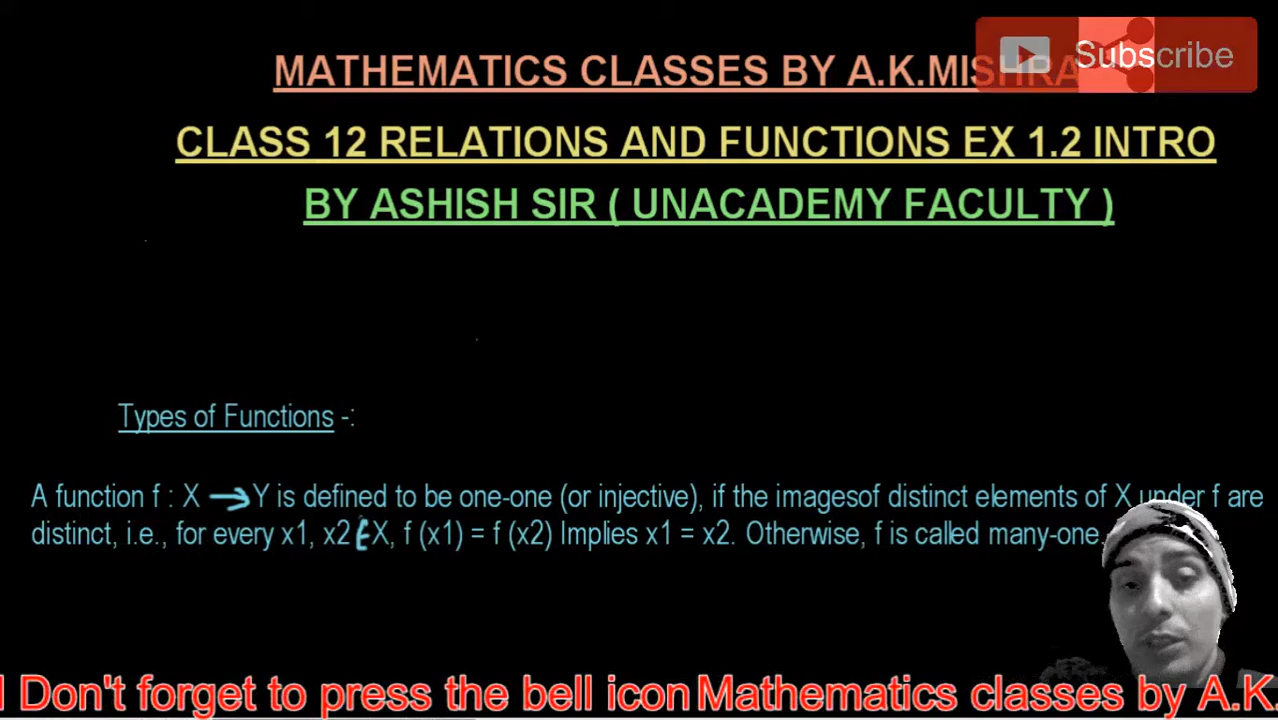 MATHEMATICS CLASSES BY A.K.MISHRA
Subscribe
CLASS 12 RELATIONS AND FUNCTIONS EX 1.2 INTRO
BY ASHISH SIR ( UNACADEMY FACULTY )
Types of Functions -:
A function f : X → Y is defined to be one-one (or injective), if the imagesof distinct elements of X under f are
distinct, i.e., for every x1, x2 ∈ X, f (x1) = f (x2) Implies x1 = x2. Otherwise, f is called many-one.
Don't forget to press the bell icon Mathematics classes by A.K.